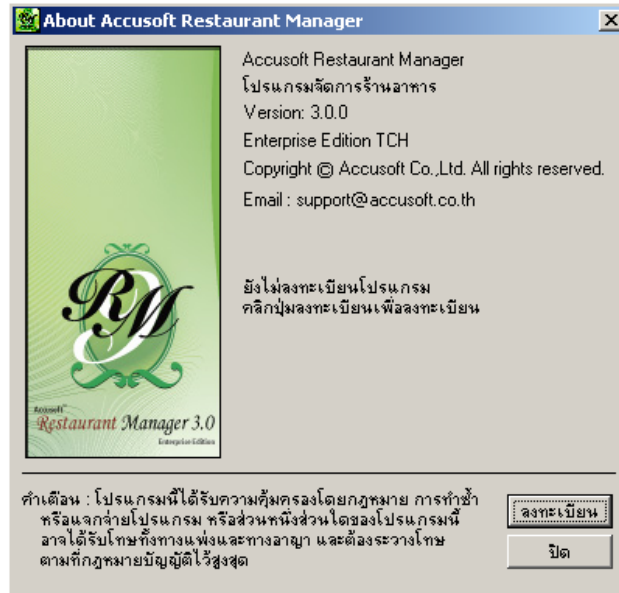 About Accusoft Restaurant Manager
Accusoft Restaurant Manager
โปรแกรมจัดการร้านอาหาร
Version: 3.0.0
Enterprise Edition TCH
Copyright © Accusoft Co.,Ltd. All rights reserved.
Email : support@accusoft.co.th
ยังไม่ลงทะเบียนโปรแกรม
คลิกปุ่มลงทะเบียนเพื่อลงทะเบียน
RM
Accusoft
Restaurant Manager 3.0
Enterprise Edition
คำเตือน : โปรแกรมนี้ได้รับความคุ้มครองโดยกฎหมาย การทำซ้ำ
หรือแจกจ่ายโปรแกรม หรือส่วนหนึ่งส่วนใดของโปรแกรมนี้
อาจได้รับโทษทั้งทางแพ่งและทางอาญา และต้องระวางโทษ
ตามที่กฎหมายบัญญัติไว้สูงสุด
ลงทะเบียน
ปิด